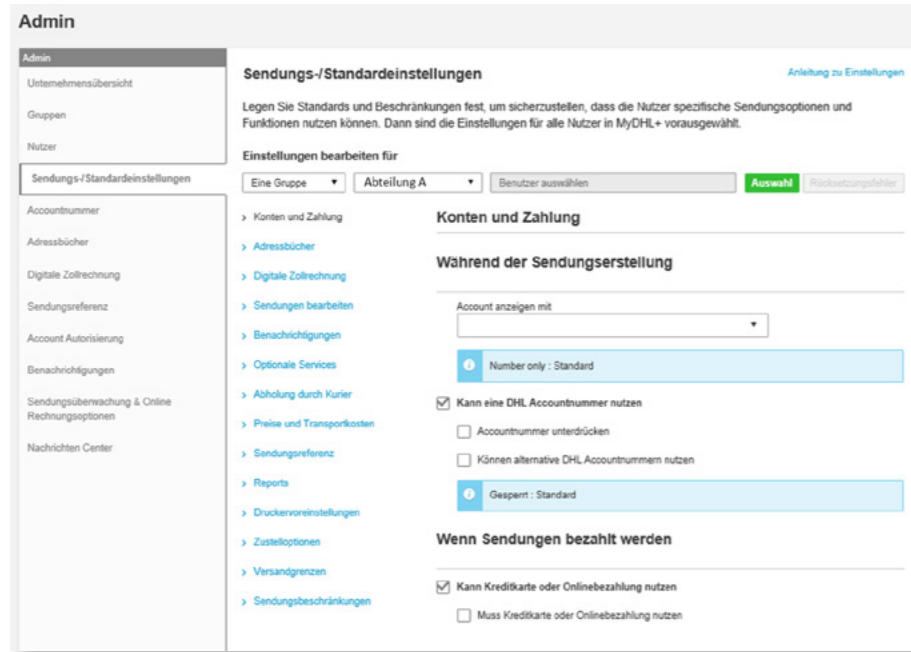 Admin
Admin
Unternehmensübersicht
Gruppen
Nutzer
Sendungs-/Standardeinstellungen
Accountnummer
Adressbücher
Digitale Zollrechnung
Sendungsreferenz
Account Autorisierung
Benachrichtigungen
Sendungsüberwachung & Online
Rechnungsoptionen
Nachrichten Center
Sendungs-/Standardeinstellungen
Anleitung zu Einstellungen
Legen Sie Standards und Beschränkungen fest, um sicherzustellen, dass die Nutzer spezifische Sendungsoptionen und
Funktionen nutzen können. Dann sind die Einstellungen für alle Nutzer in MyDHL+ vorausgewählt.
Einstellungen bearbeiten für
Eine Gruppe
Abteilung A
Benutzer auswählen
Auswahl
Rücksetzungsfehler
Konten und Zahlung
Adressbücher
Digitale Zollrechnung
Sendungen bearbeiten
Benachrichtigungen
Optionale Services
Abholung durch Kurier
Preise und Transportkosten
Sendungsreferenz
Reports
Druckervoreinstellungen
Zustelloptionen
Versandgrenzen
Sendungsbeschränkungen
Konten und Zahlung
Während der Sendungserstellung
Account anzeigen mit
Number only : Standard
Kann eine DHL Accountnummer nutzen
Accountnummer unterdrücken
Können alternative DHL Accountnummern nutzen
Gesperrt : Standard
Wenn Sendungen bezahlt werden
Kann Kreditkarte oder Onlinebezahlung nutzen
Muss Kreditkarte oder Onlinebezahlung nutzen